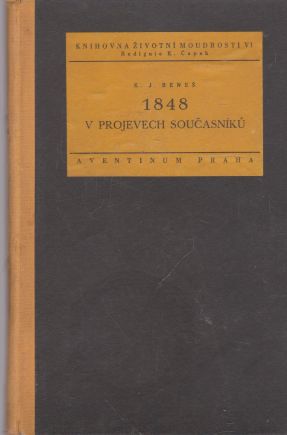 KNIHOVNA ŽIVOTNÍ MOUDROSTI VI
Rediguje K. Čapek
K. J. BENEŠ
1848
V PROJEVECH SOUČASNÍKŮ
AVENTINUM PRAHA